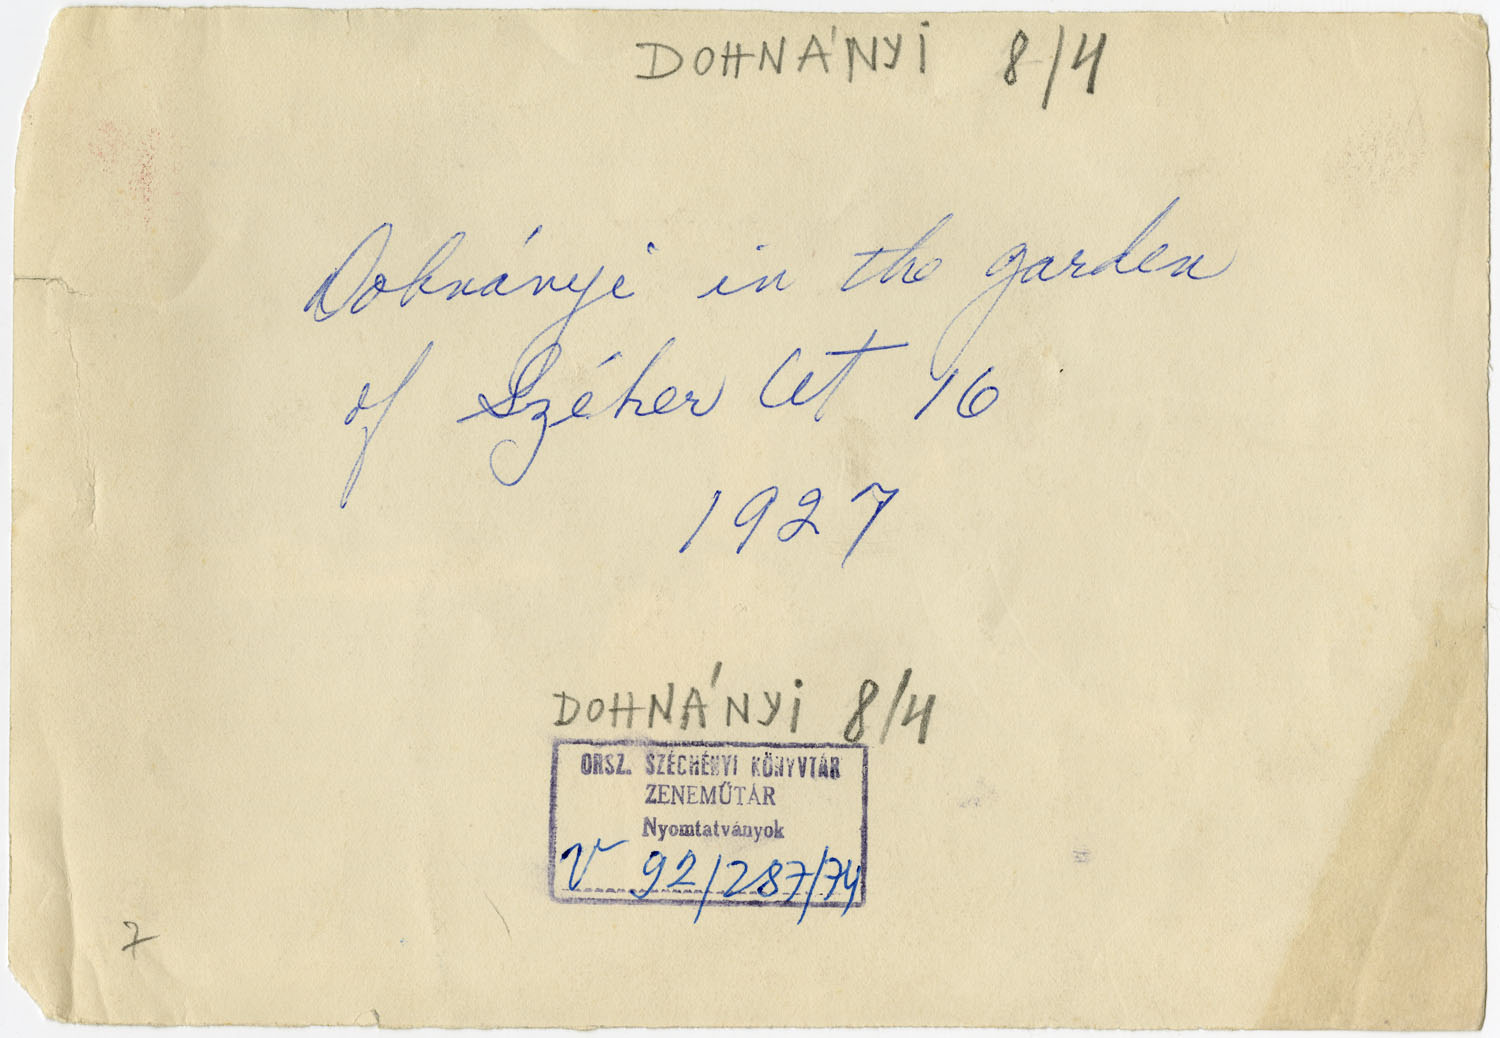 DOHNÁNYI 8/4
Dohnányi in the garden
of Széher Ut 16
1927
DOHNÁNYI 8/4
ORSZ. SZÉCHÉNYI KÖNYVTÁR
ZENEMŰTÁR
Nyomtatványok
V 92/287/74
7